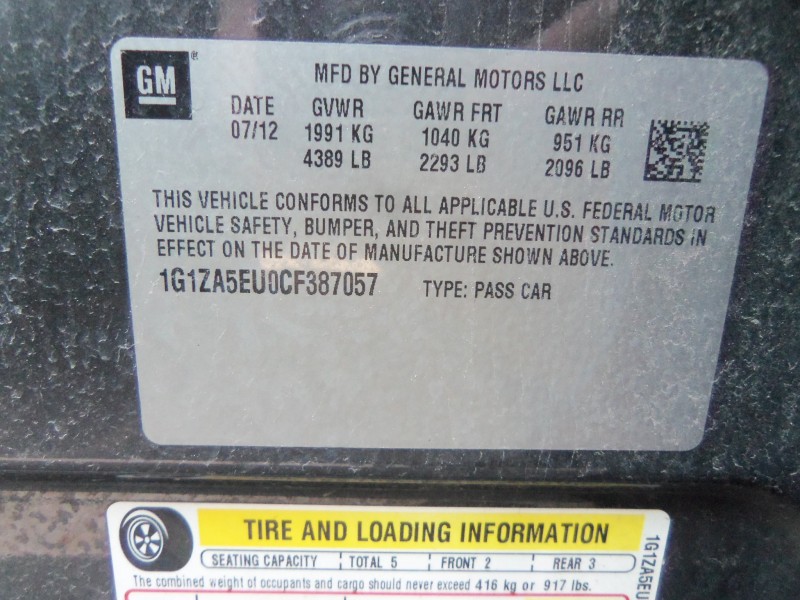 GM®
MFD BY GENERAL MOTORS LLC
DATE GVWR GAWR FRT GAWR RR
07/12 1991 KG 1040 KG 951 KG
4389 LB 2293 LB 2096 LB
THIS VEHICLE CONFORMS TO ALL APPLICABLE U.S. FEDERAL MOTOR
VEHICLE SAFETY, BUMPER, AND THEFT PREVENTION STANDARDS IN
EFFECT ON THE DATE OF MANUFACTURE SHOWN ABOVE.
1G1ZA5EU0CF387057 TYPE: PASS CAR
TIRE AND LOADING INFORMATION
SEATING CAPACITY TOTAL 5 FRONT 2 REAR 3
The combined weight of occupants and cargo should never exceed 416 kg or 917 lbs.
1G1ZA5EU